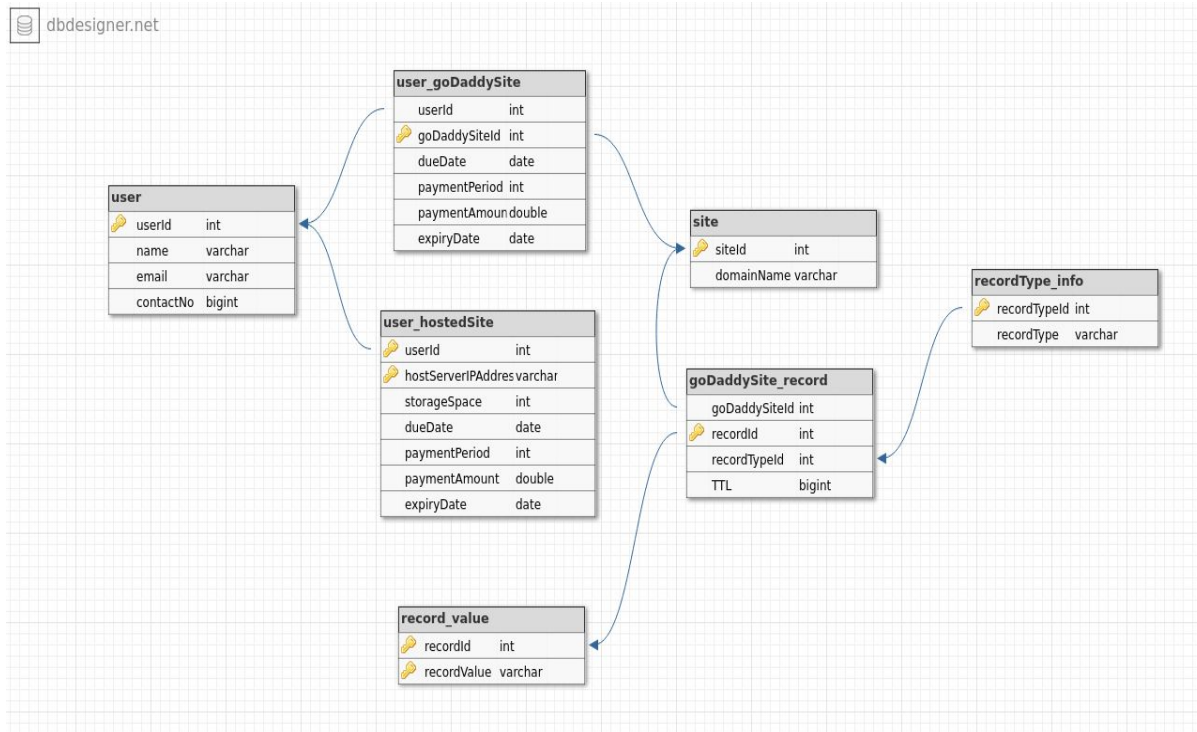 dbdesigner.net
user_goDaddySite
userId int
goDaddySiteId int
dueDate date
paymentPeriod int
paymentAmoun double
expiryDate date
user
userId int
name varchar
email varchar
contactNo bigint
site
siteId int
domainName varchar
recordType_info
recordTypeId int
recordType varchar
user_hostedSite
userId int
hostServerIPAddres varchar
storageSpace int
dueDate date
paymentPeriod int
paymentAmount double
expiryDate date
goDaddySite_record
goDaddySiteId int
recordId int
recordTypeId int
TTL bigint
record_value
recordId int
recordValue varchar